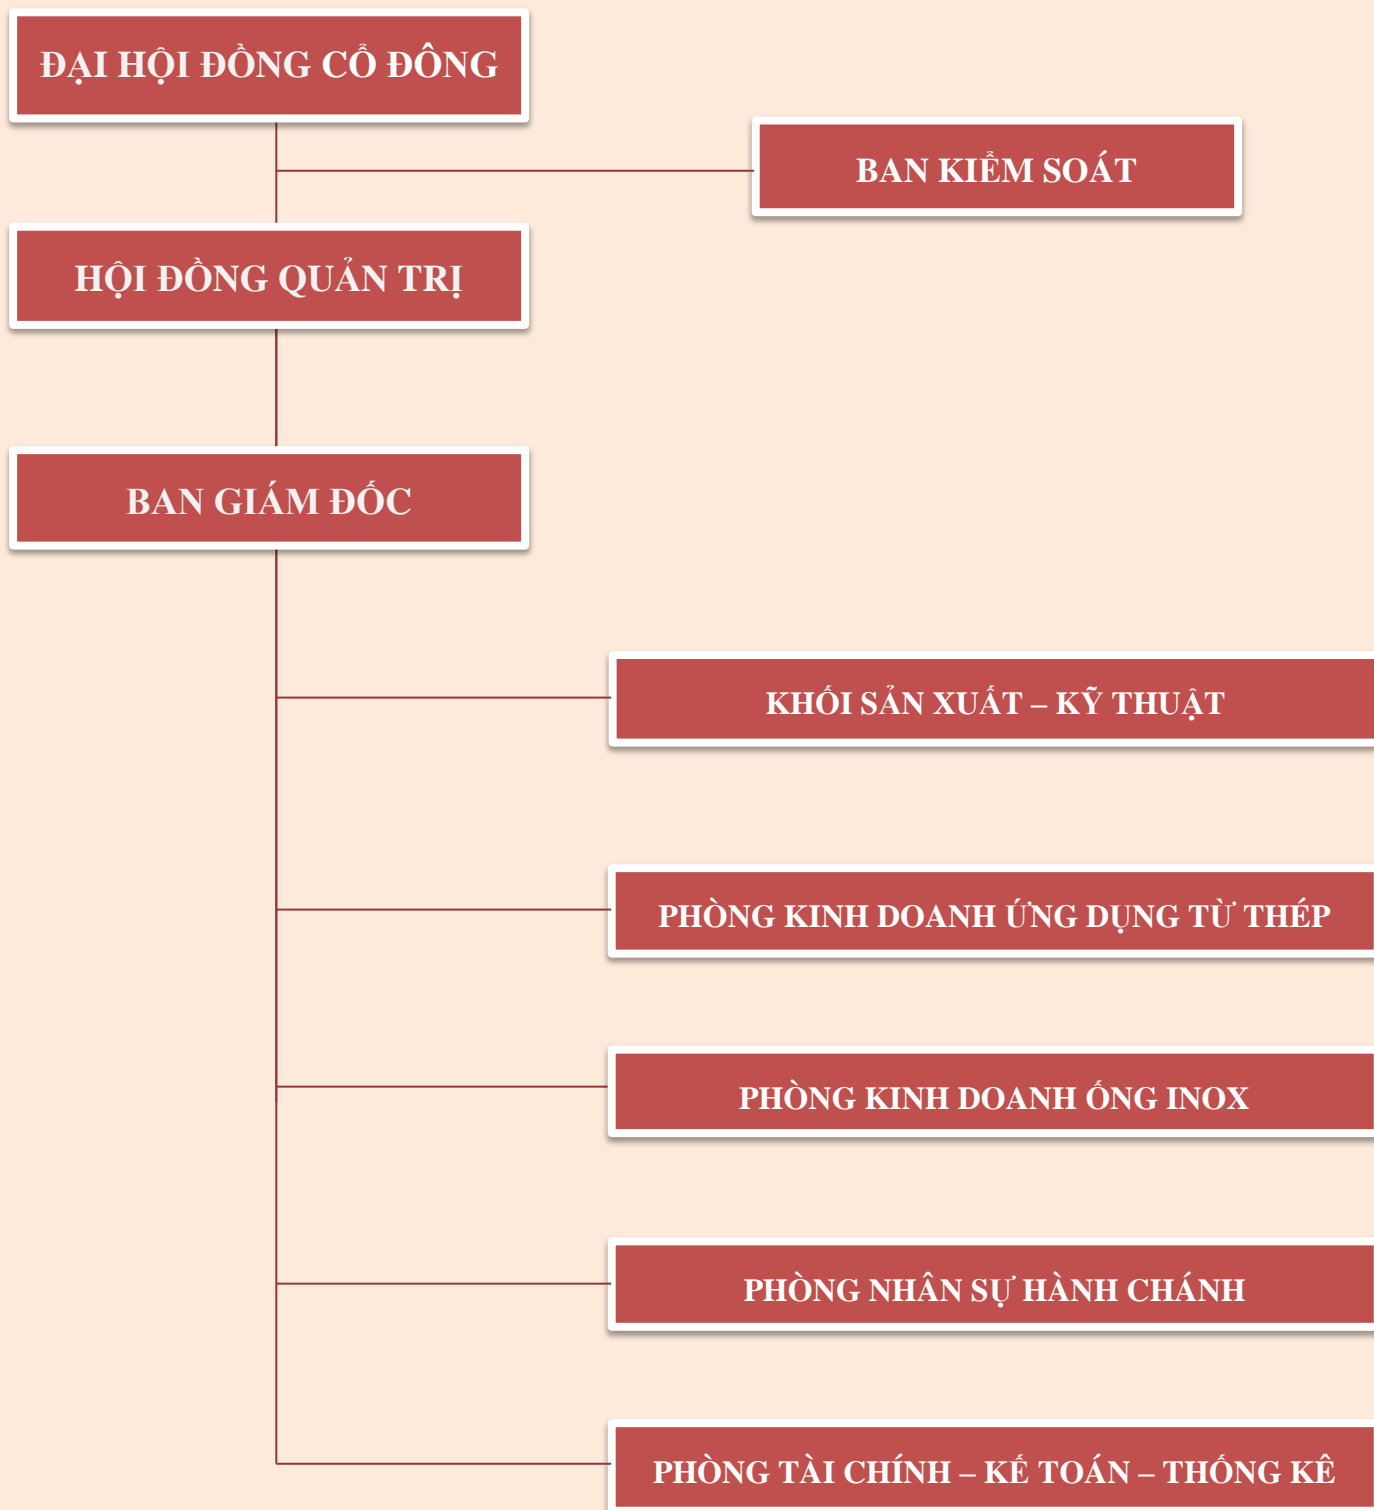 ĐẠI HỘI ĐỒNG CỔ ĐÔNG
BAN KIỂM SOÁT
HỘI ĐỒNG QUẢN TRỊ
BAN GIÁM ĐỐC
KHỐI SẢN XUẤT – KỸ THUẬT
PHÒNG KINH DOANH ỨNG DỤNG TỪ THÉP
PHÒNG KINH DOANH ỐNG INOX
PHÒNG NHÂN SỰ HÀNH CHÁNH
PHÒNG TÀI CHÍNH – KẾ TOÁN – THỐNG KÊ